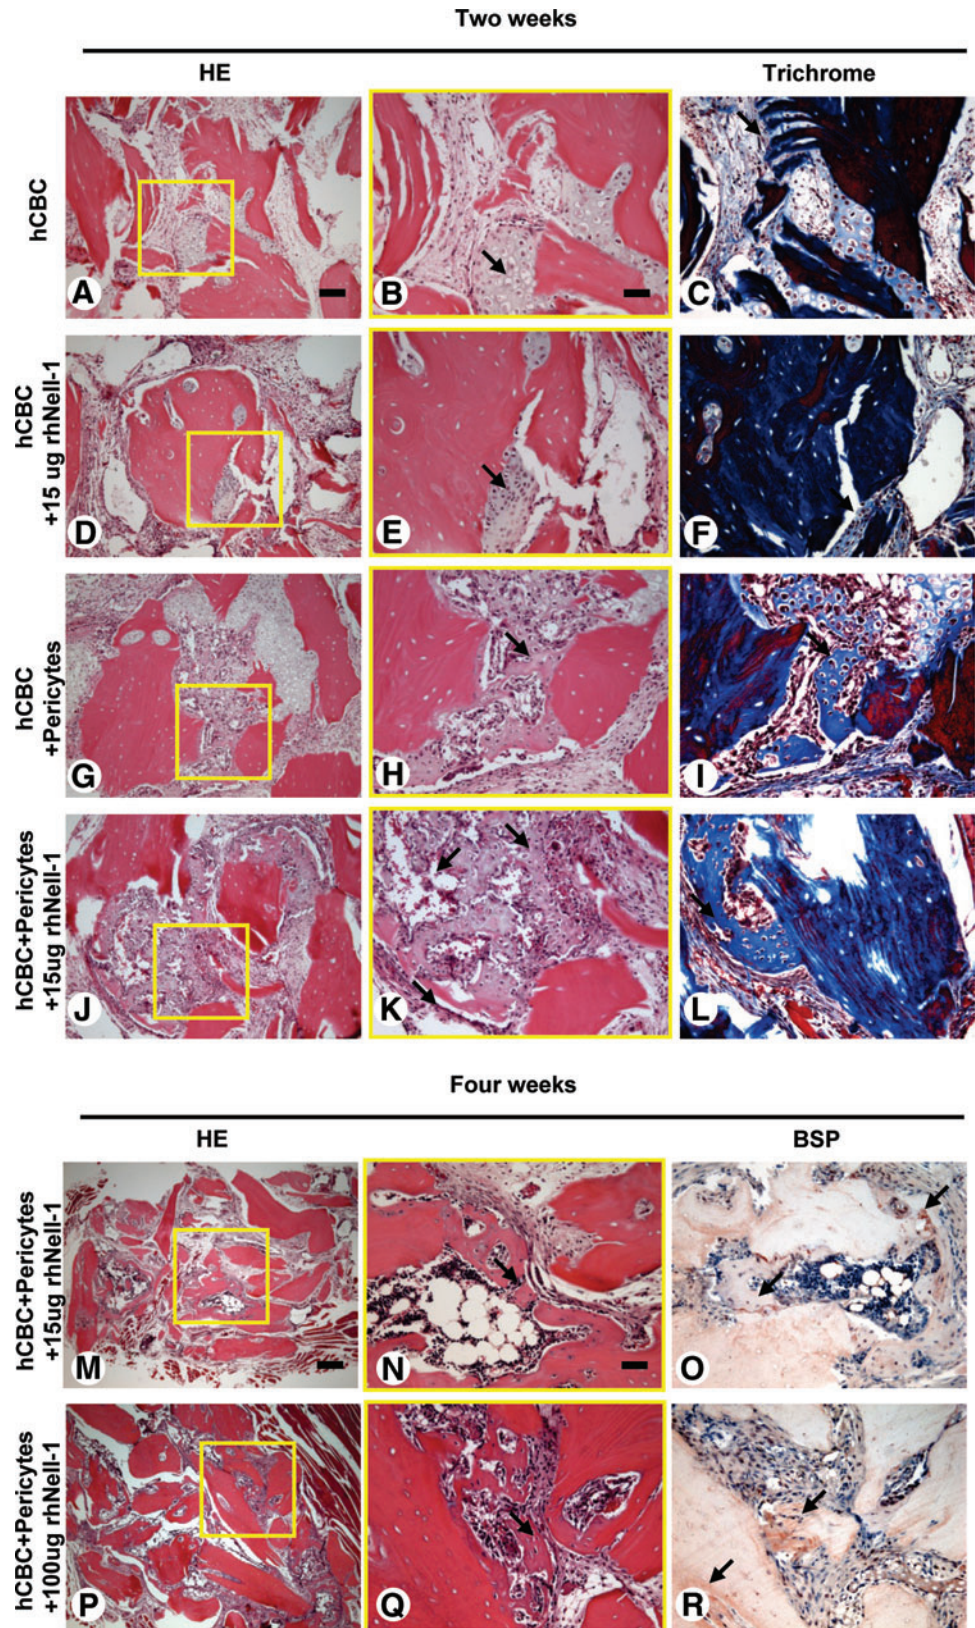 Two weeks
HE
Trichrome
hCBC
A
B
C
hCBC
+15 ug rhNell-1
D
E
F
hCBC
+Pericytes
G
H
I
hCBC+Pericytes
+15ug rhNell-1
J
K
L
Four weeks
HE
BSP
hCBC+Pericytes
+15ug rhNell-1
M
N
O
hCBC+Pericytes
+100ug rhNell-1
P
Q
R